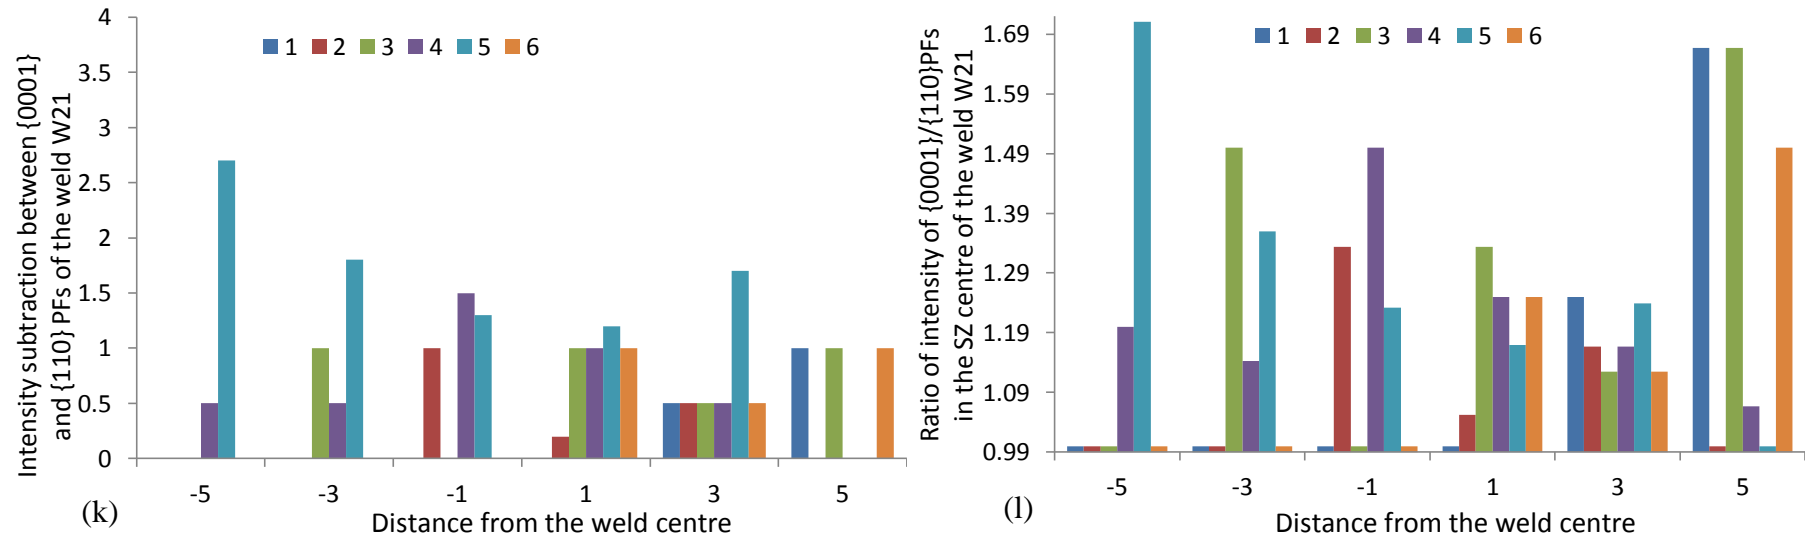 Intensity subtraction between {0001}
and {110} PFs of the weld W21
4
3.5
3
2.5
2
1.5
1
0.5
0
1 2 3 4 5 6
-5 -3 -1 1 3 5
Distance from the weld centre
(k)
Ratio of intensity of {0001}/{110}PFs
in the SZ centre of the weld W21
1.69
1.59
1.49
1.39
1.29
1.19
1.09
0.99
1 2 3 4 5 6
-5 -3 -1 1 3 5
Distance from the weld centre
(l)